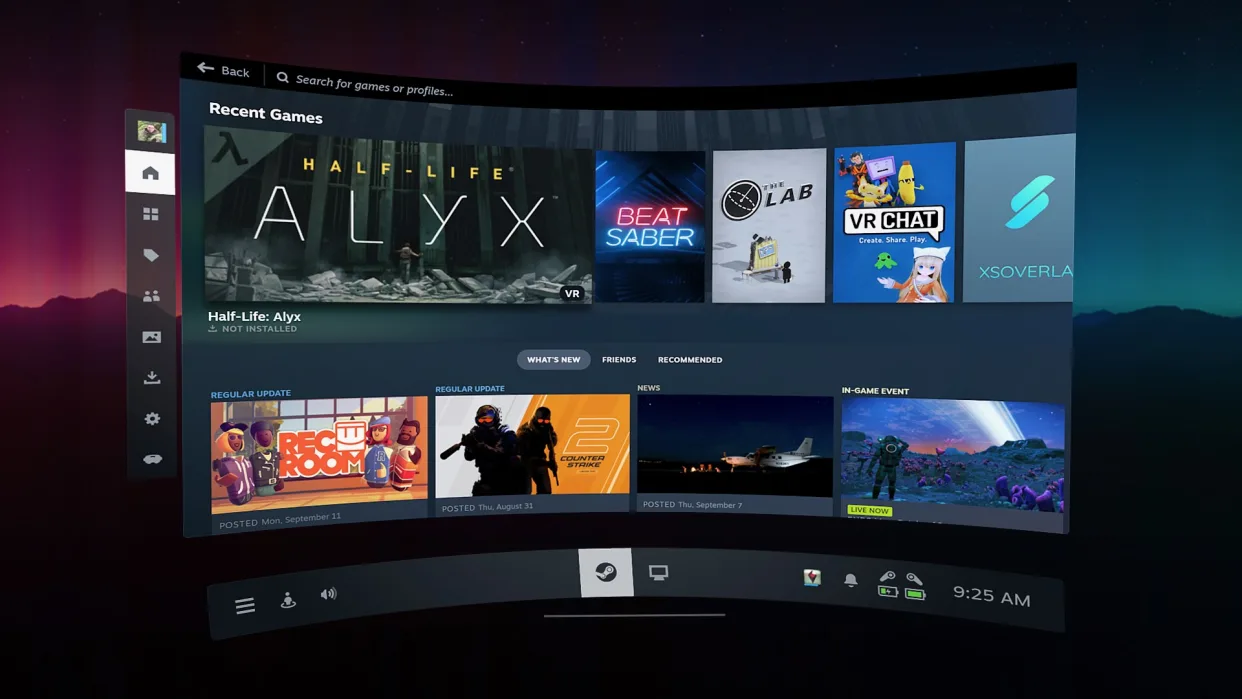 Back
Search for games or profiles...
Recent Games
HALF-LIFE
ALYX
VR
BEAT
SABER
THE
LAB
VR CHAT
Create. Share. Play.
XSOVERLA
Half-Life: Alyx
NOT INSTALLED
WHAT'S NEW FRIENDS RECOMMENDED
REGULAR UPDATE
REC
ROOM
POSTED Mon, September 11
REGULAR UPDATE
2
COUNTER
STRIKE
POSTED Thu, August 31
NEWS
POSTED Thu, September 7
IN-GAME EVENT
LIVE NOW
9:25 AM